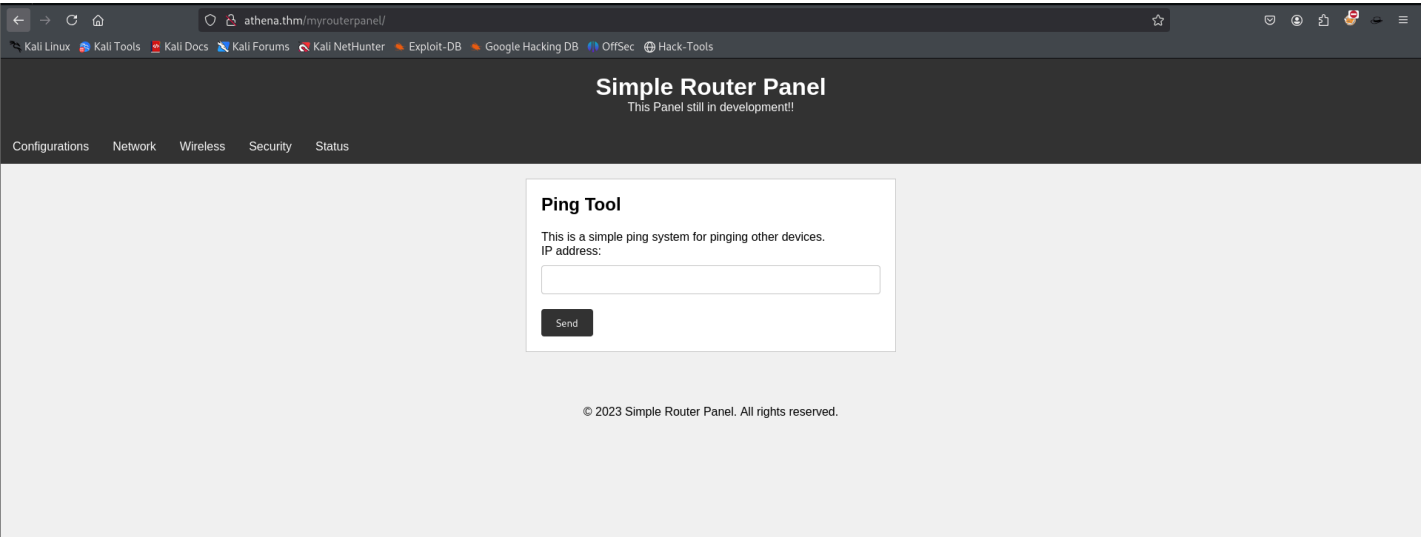 athena.thm/myrouterpanel/
Kali Linux Kali Tools Kali Docs Kali Forums Kali NetHunter Exploit-DB Google Hacking DB OffSec Hack-Tools
Simple Router Panel
This Panel still in development!!
Configurations Network Wireless Security Status
Ping Tool
This is a simple ping system for pinging other devices.
IP address:
Send
© 2023 Simple Router Panel. All rights reserved.